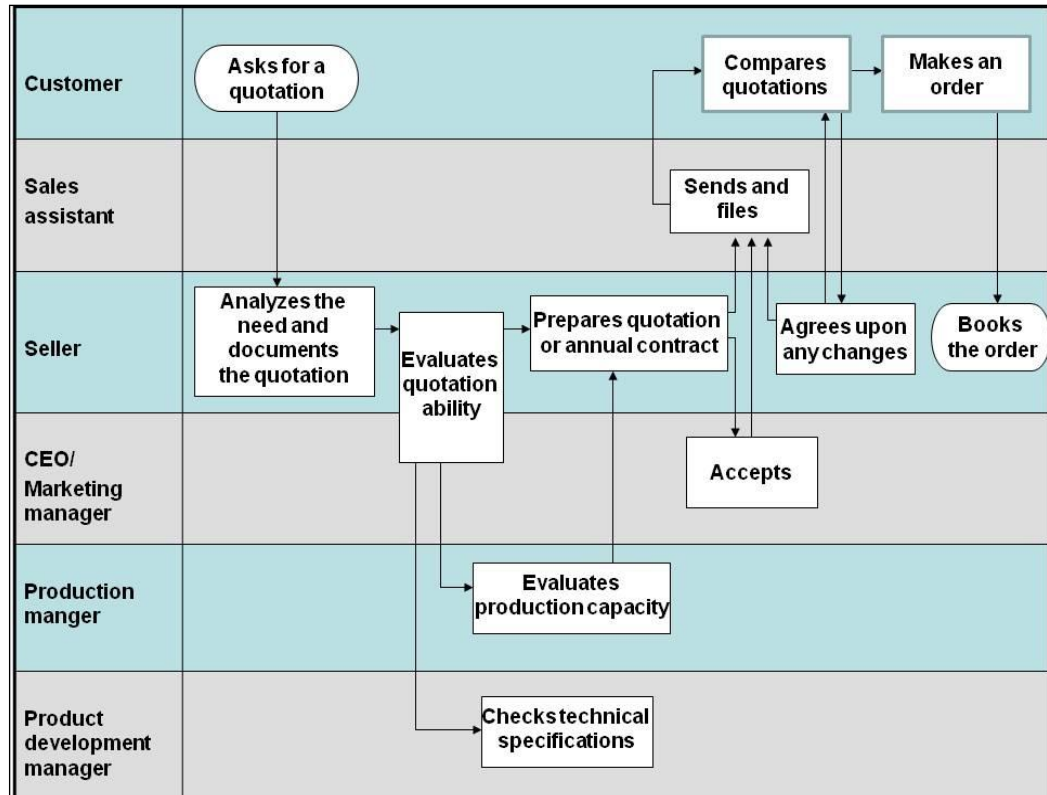 Customer
Asks for a
quotation
Compares
quotations
Makes an
order
Sales
assistant
Sends and
files
Seller
Analyzes the
need and
documents
the quotation
Evaluates
quotation
ability
Prepares quotation
or annual contract
Agrees upon
any changes
Books
the order
CEO/
Marketing
manager
Accepts
Production
manger
Evaluates
production capacity
Product
development
manager
Checks technical
specifications